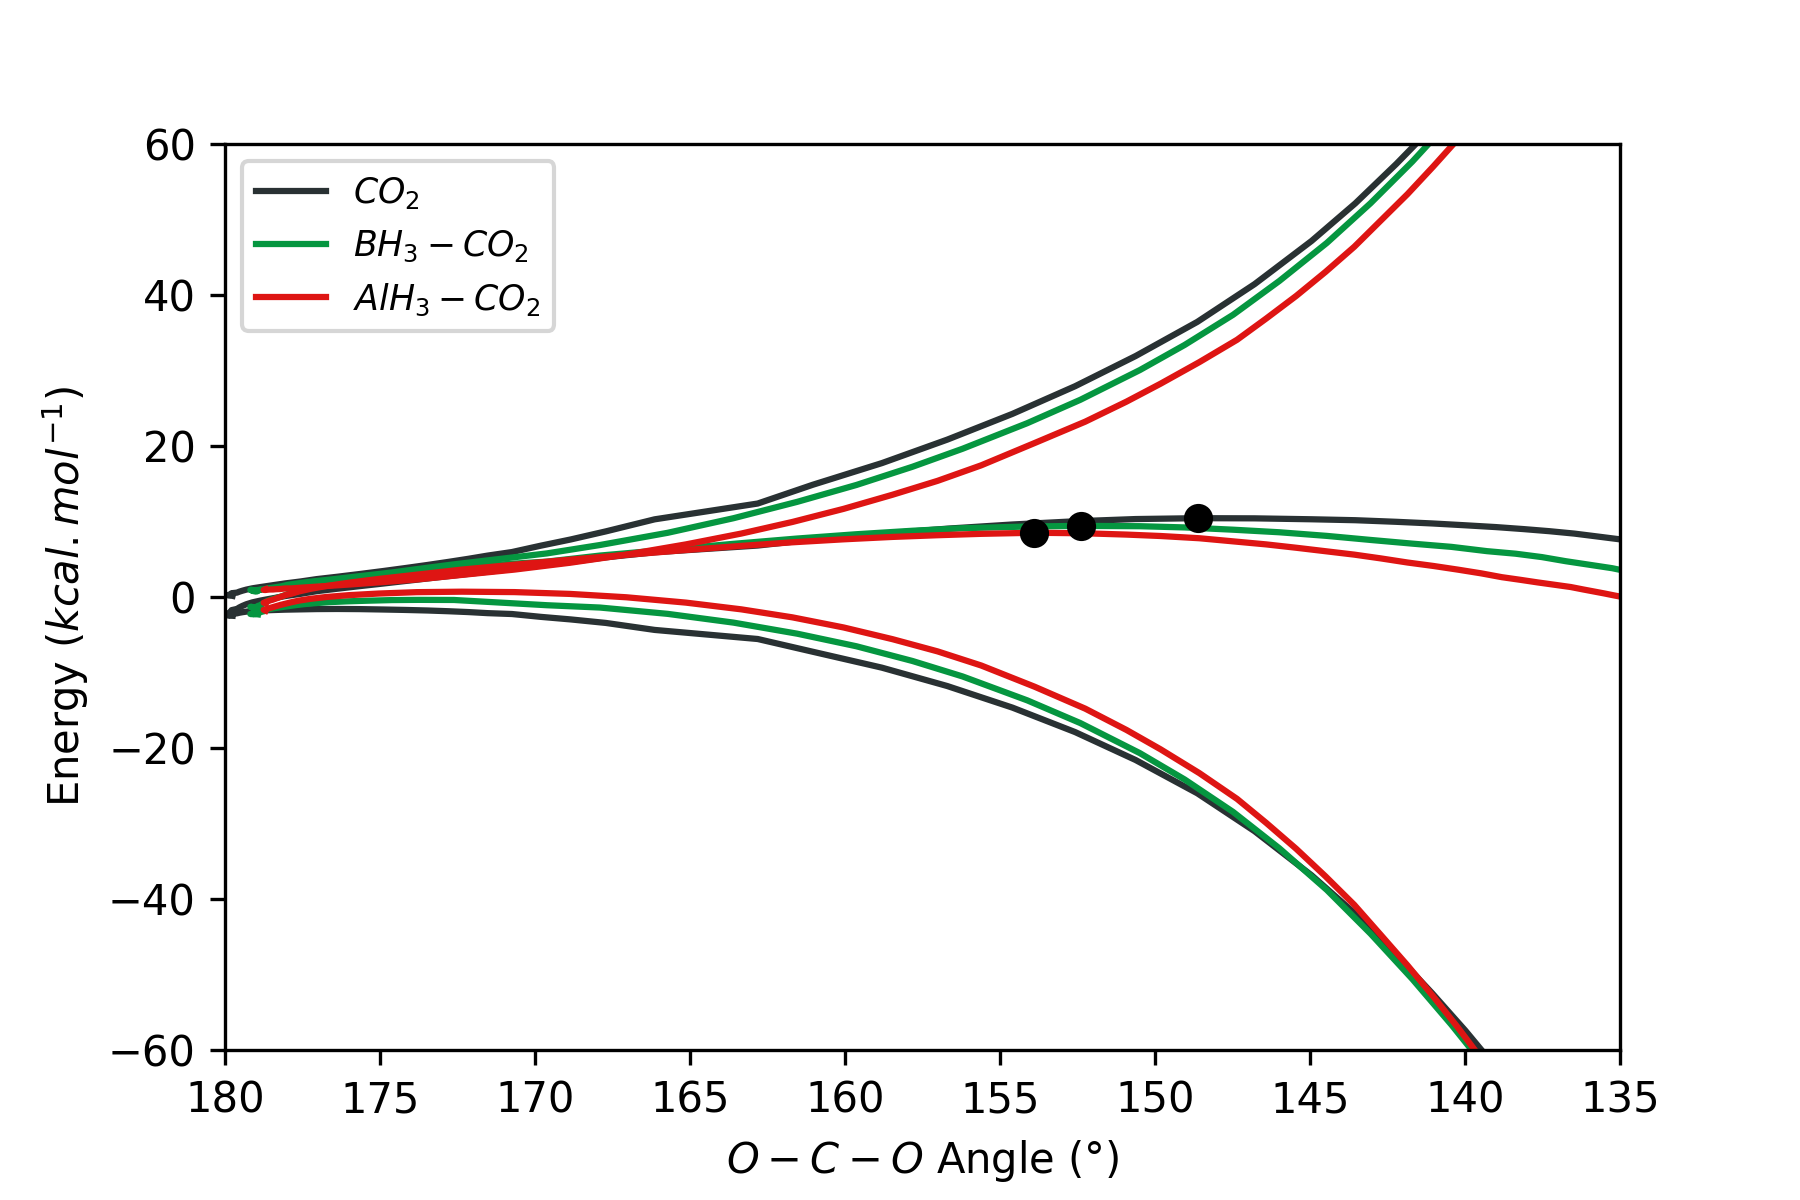 60
40
20
0
−20
−40
−60
Energy (kcal.mol⁻¹)
CO₂
BH₃ − CO₂
AlH₃ − CO₂
180 175 170 165 160 155 150 145 140 135
O − C − O Angle (°)